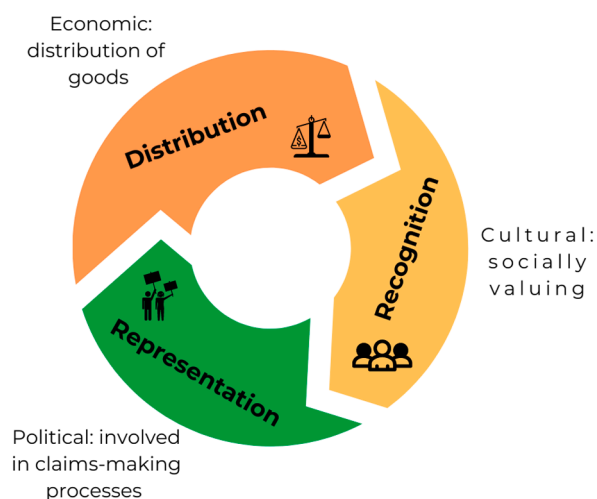 Economic:
distribution of
goods
Distribution
$
Recognition
Cultural:
socially
valuing
Representation
Political: involved
in claims-making
processes